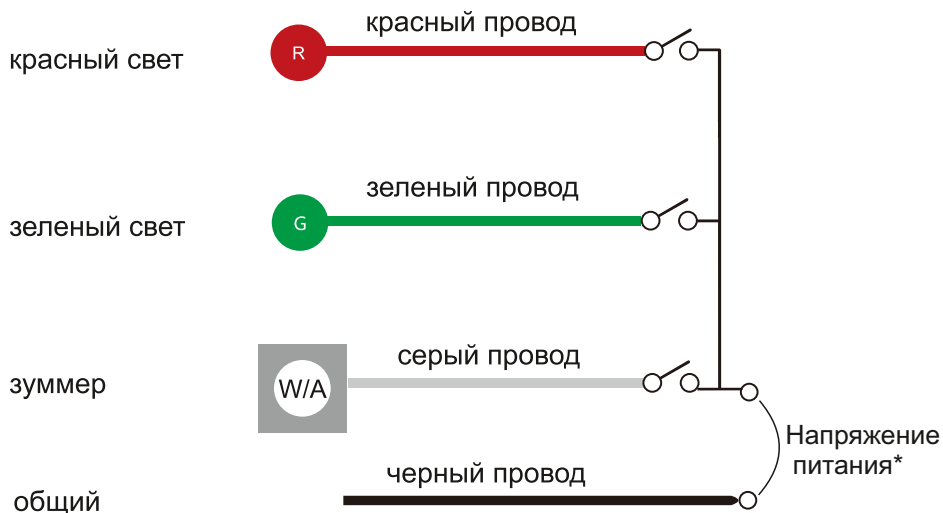 красный провод
красный свет
R
зеленый провод
зеленый свет
G
серый провод
зуммер
W/A
Напряжение
питания*
черный провод
общий